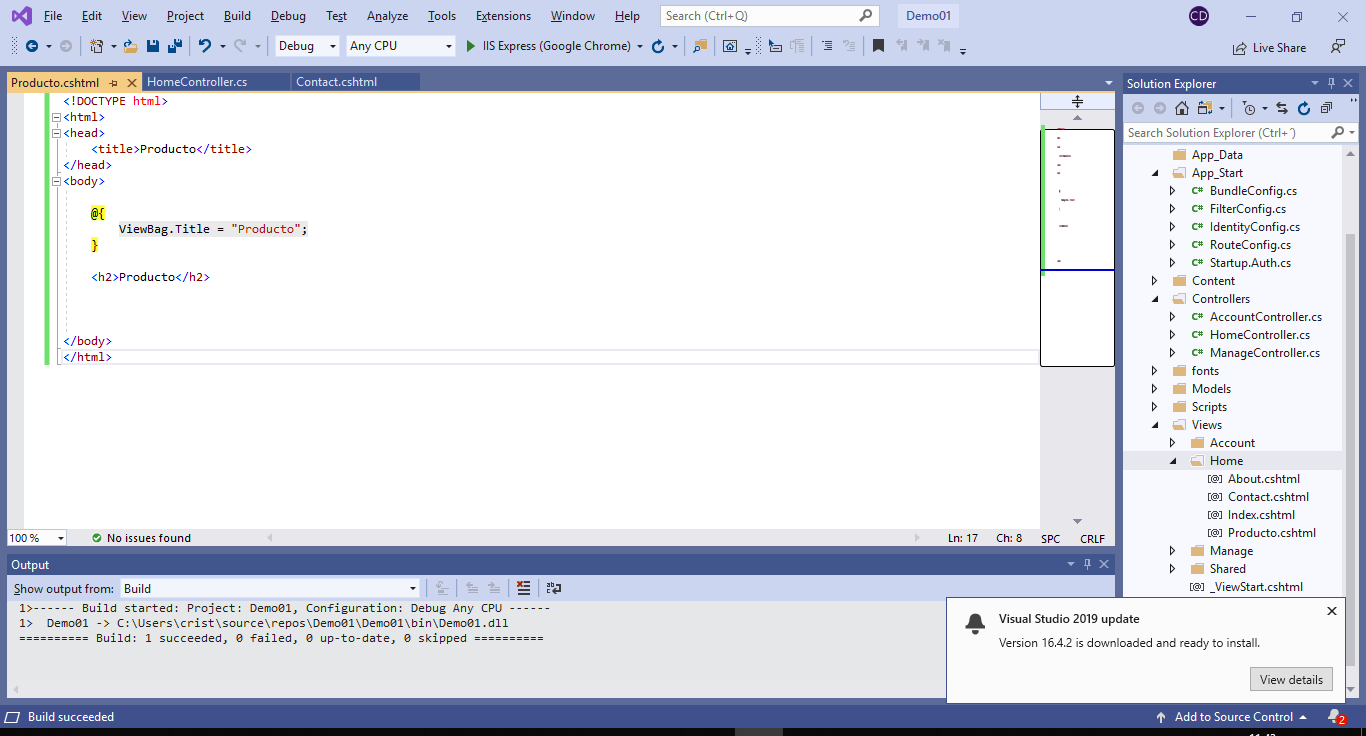 File Edit View Project Build Debug Test Analyze Tools Extensions Window Help Search (Ctrl+Q) Demo01 CD
Debug Any CPU IIS Express (Google Chrome) Live Share
Producto.cshtml HomeController.cs Contact.cshtml
<!DOCTYPE html>
<html>
<head>
<title>Producto</title>
</head>
<body>
@{
ViewBag.Title = "Producto";
}
<h2>Producto</h2>
</body>
</html>
100 % No issues found Ln: 17 Ch: 8 SPC CRLF
Solution Explorer
Search Solution Explorer (Ctrl+´)
App_Data
App_Start
C# BundleConfig.cs
C# FilterConfig.cs
C# IdentityConfig.cs
C# RouteConfig.cs
C# Startup.Auth.cs
Content
Controllers
C# AccountController.cs
C# HomeController.cs
C# ManageController.cs
fonts
Models
Scripts
Views
Account
Home
[@] About.cshtml
[@] Contact.cshtml
[@] Index.cshtml
[@] Producto.cshtml
Manage
Shared
[@] _ViewStart.cshtml
Output
Show output from: Build
1>------ Build started: Project: Demo01, Configuration: Debug Any CPU ------
1>  Demo01 -> C:\Users\crist\source\repos\Demo01\Demo01\bin\Demo01.dll
========== Build: 1 succeeded, 0 failed, 0 up-to-date, 0 skipped ==========
Visual Studio 2019 update
Version 16.4.2 is downloaded and ready to install.
View details
Build succeeded Add to Source Control 2